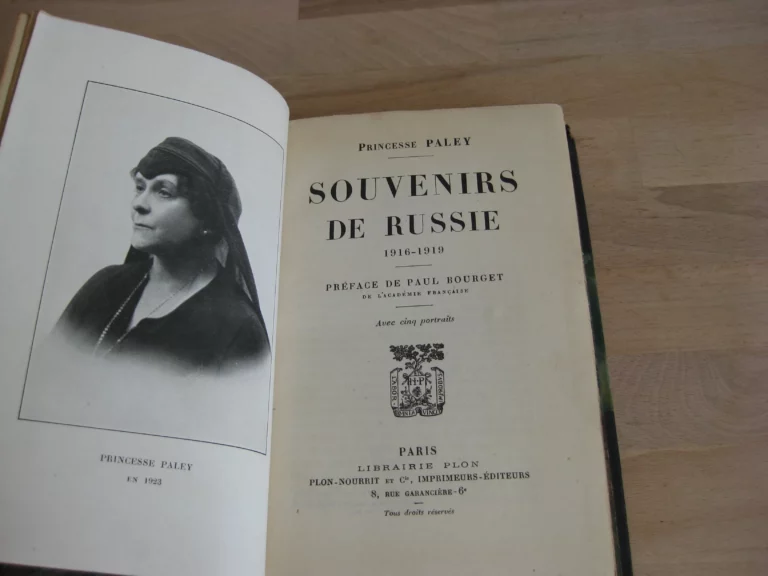 PRINCESSE PALEY
EN 1923
PRINCESSE PALEY
SOUVENIRS
DE RUSSIE
1916-1919
PRÉFACE DE PAUL BOURGET
DE L'ACADÉMIE FRANÇAISE
Avec cinq portraits
H·P
PARIS
LIBRAIRIE PLON
PLON-NOURRIT ET Cie, IMPRIMEURS-ÉDITEURS
8, RUE GARANCIÈRE-6e
Tous droits réservés